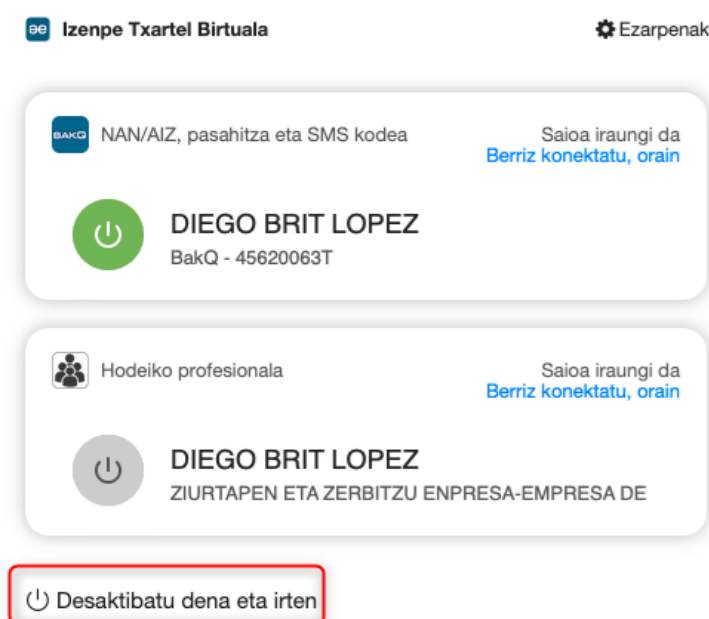 Izenpe Txartel Birtuala
Ezarpenak
BAKQ NAN/AIZ, pasahitza eta SMS kodea
Saioa iraungi da
Berriz konektatu, orain
DIEGO BRIT LOPEZ
BakQ - 45620063T
Hodeiko profesionala
Saioa iraungi da
Berriz konektatu, orain
DIEGO BRIT LOPEZ
ZIURTAPEN ETA ZERBITZU ENPRESA-EMPRESA DE
Desaktibatu dena eta irten